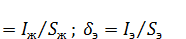 = Iж/Sж ; δэ = Iэ/Sэ